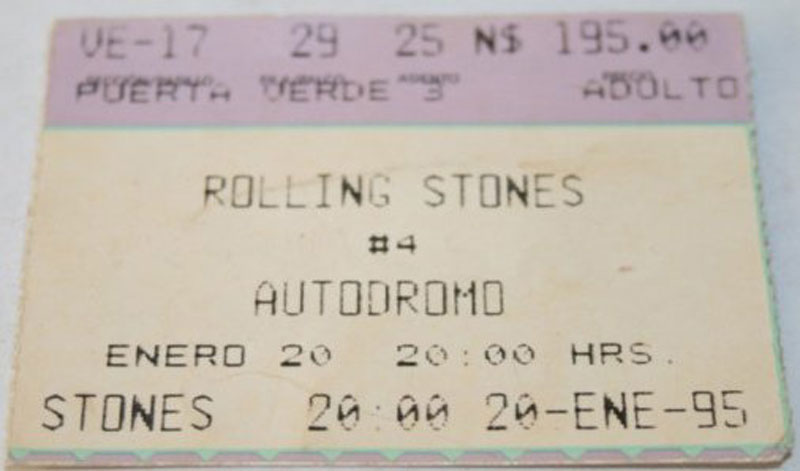 VE-17 29 25 N$ 195.00
PUERTA VERDE 3 ADULTO
ROLLING STONES
#4
AUTODROMO
ENERO 20 20:00 HRS.
STONES 20:00 20-ENE-95